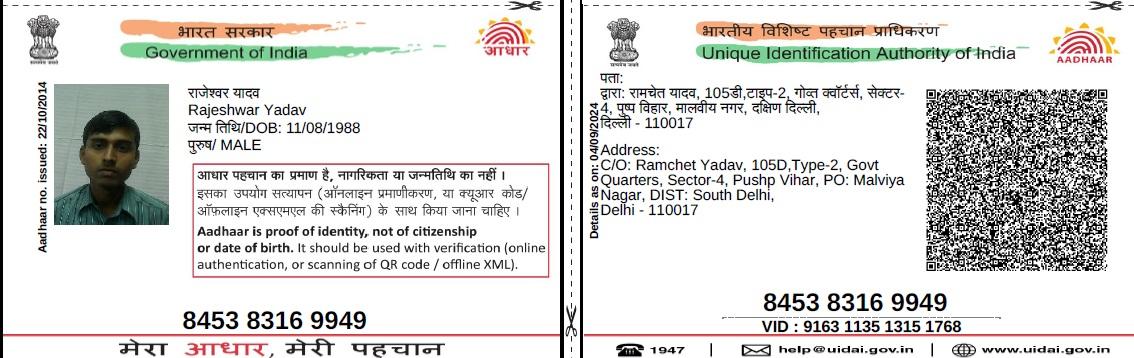 भारत सरकार
Government of India
आधार
Aadhaar no. issued: 22/10/2014
राजेश्वर यादव
Rajeshwar Yadav
जन्म तिथि/DOB: 11/08/1988
पुरुष/ MALE
आधार पहचान का प्रमाण है, नागरिकता या जन्मतिथि का नहीं ।
इसका उपयोग सत्यापन (ऑनलाइन प्रमाणीकरण, या क्यूआर कोड/
ऑफ़लाइन एक्सएमएल की स्कैनिंग) के साथ किया जाना चाहिए ।
Aadhaar is proof of identity, not of citizenship
or date of birth. It should be used with verification (online
authentication, or scanning of QR code / offline XML).
8453 8316 9949
मेरा आधार, मेरी पहचान
भारतीय विशिष्ट पहचान प्राधिकरण
Unique Identification Authority of India
AADHAAR
Details as on: 04/09/2024
पता:
द्वारा: रामचेत यादव, 105डी,टाइप-2, गोव्त क्वॉर्टर्स, सेक्टर-
4, पुष्प विहार, मालवीय नगर, दक्षिण दिल्ली,
दिल्ली - 110017
Address:
C/O: Ramchet Yadav, 105D,Type-2, Govt
Quarters, Sector-4, Pushp Vihar, PO: Malviya
Nagar, DIST: South Delhi,
Delhi - 110017
8453 8316 9949
VID : 9163 1135 1315 1768
1947 | help@uidai.gov.in | www.uidai.gov.in